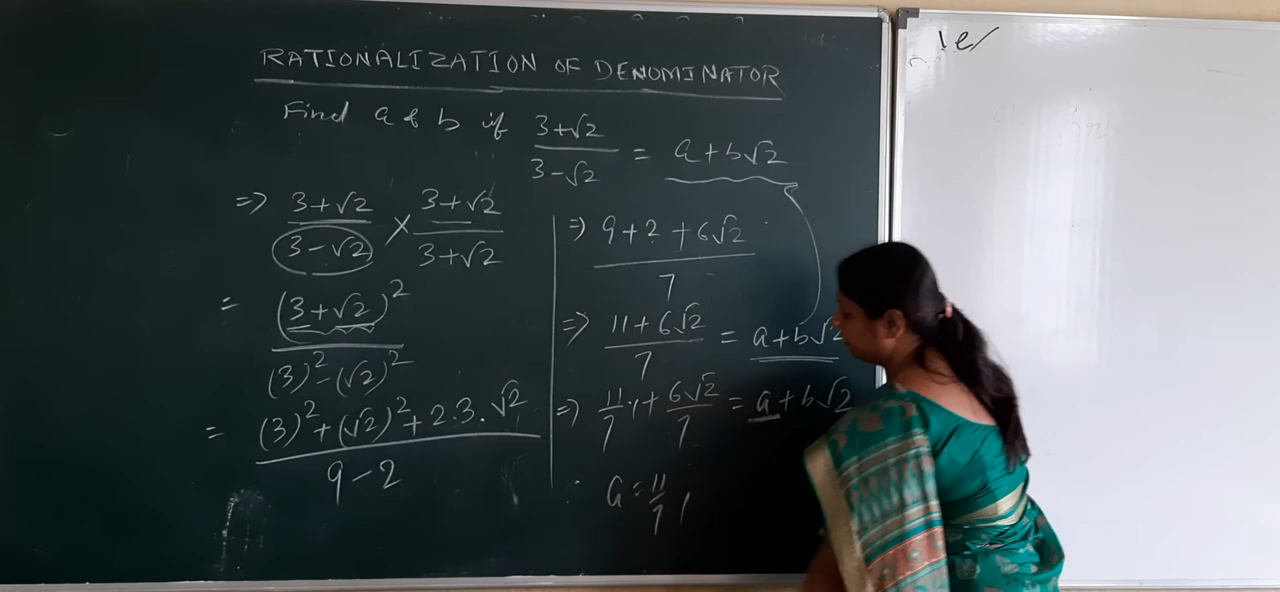 RATIONALIZATION OF DENOMINATOR
Find a & b if (3+√2)/(3-√2) = a+b√2
=> (3+√2)/(3-√2) × (3+√2)/(3+√2)
= (3+√2)²/((3)²-(√2)²)
= ((3)²+(√2)²+2.3.√2)/(9-2)
=> (9+2+6√2)/7
=> (11+6√2)/7 = a+b√2
=> 11/7 + 6√2/7 = a+b√2
a = 11/7,